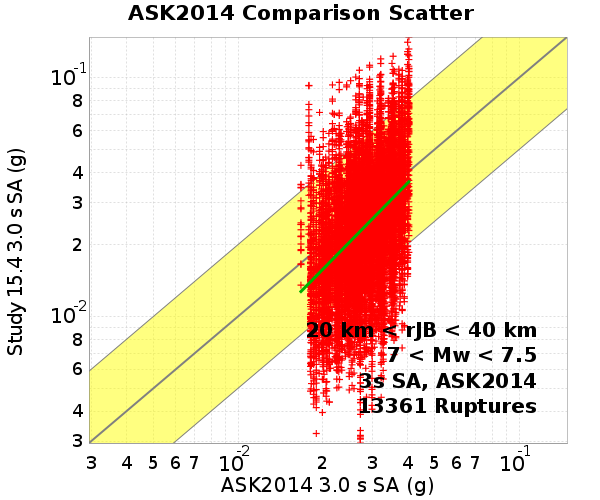 ASK2014 Comparison Scatter
Study 15.4 3.0 s SA (g)
10⁻¹
8
6
4
3
2
10⁻²
8
6
4
3
20 km < rJB < 40 km
7 < Mw < 7.5
3s SA, ASK2014
13361 Ruptures
3 4 5 6 7 10⁻² 2 3 4 5 6 7 10⁻¹
ASK2014 3.0 s SA (g)